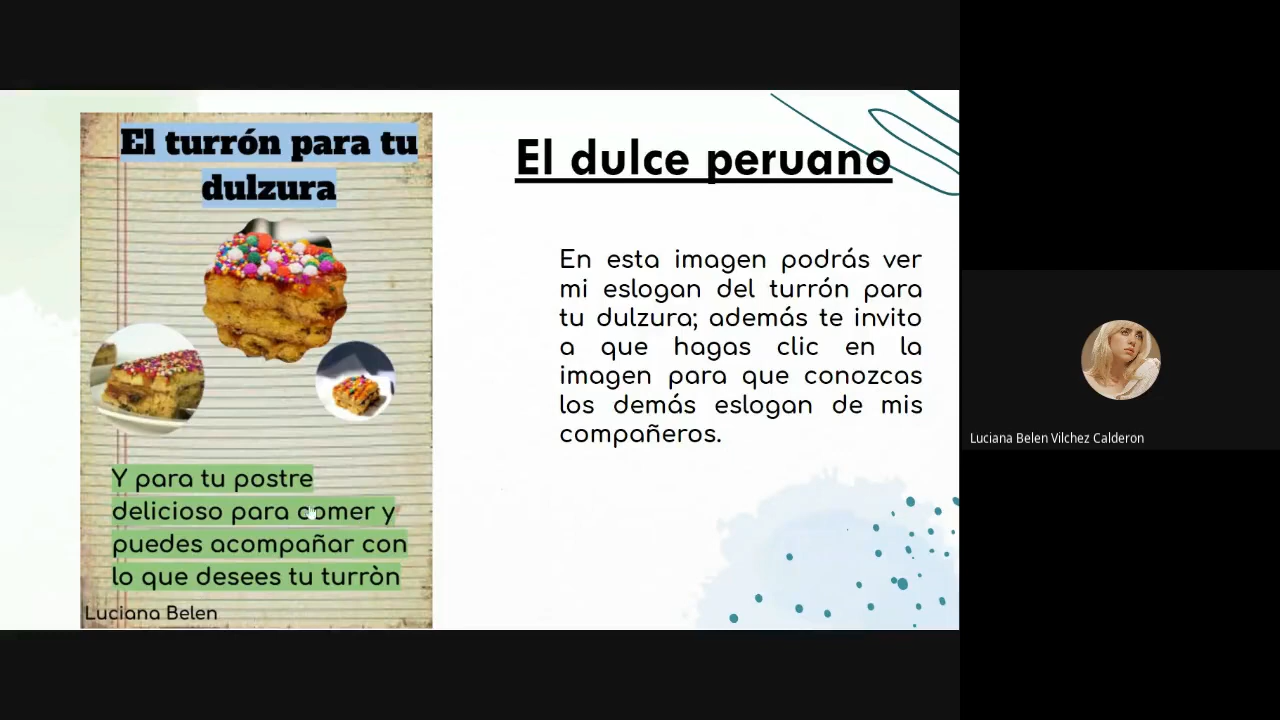 El turrón para tu
dulzura
Y para tu postre
delicioso para comer y
puedes acompañar con
lo que desees tu turròn
Luciana Belen
El dulce peruano
En esta imagen podrás ver
mi eslogan del turrón para
tu dulzura; además te invito
a que hagas clic en la
imagen para que conozcas
los demás eslogan de mis
compañeros.
Luciana Belen Vilchez Calderon